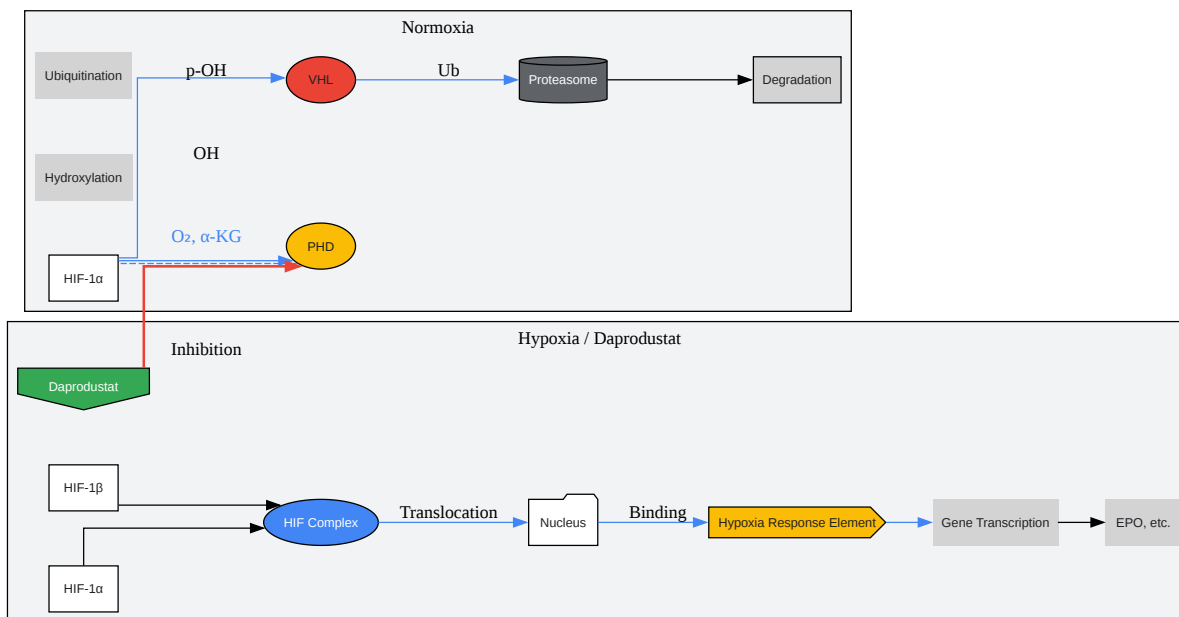 Normoxia
Ubiquitination
p-OH
VHL
Ub
Proteasome
Degradation
OH
Hydroxylation
O₂, α-KG
PHD
HIF-1α
Hypoxia / Daprodustat
Inhibition
Daprodustat
HIF-1β
HIF Complex
Translocation
Nucleus
Binding
Hypoxia Response Element
Gene Transcription
EPO, etc.
HIF-1α